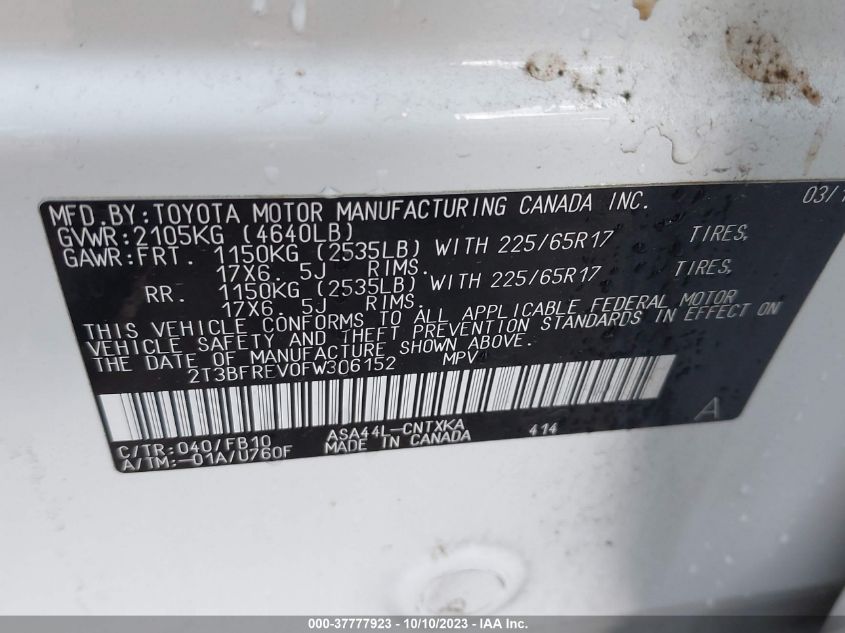 MFD.BY:TOYOTA MOTOR MANUFACTURING CANADA INC. 03/1
GVWR:2105KG (4640LB)
GAWR:FRT. 1150KG (2535LB) WITH 225/65R17 TIRES,
17X6. 5J RIMS.
RR. 1150KG (2535LB) WITH 225/65R17 TIRES,
17X6. 5J RIMS.
THIS VEHICLE CONFORMS TO ALL APPLICABLE FEDERAL MOTOR
VEHICLE SAFETY AND THEFT PREVENTION STANDARDS IN EFFECT ON
THE DATE OF MANUFACTURE SHOWN ABOVE.
2T3BFREV0FW306152 MPV
A
C/TR:040/FB10 ASA44L-CNTXKA 414
A/TM:-01A/U760F MADE IN CANADA
000-37777923 - 10/10/2023 - IAA Inc.